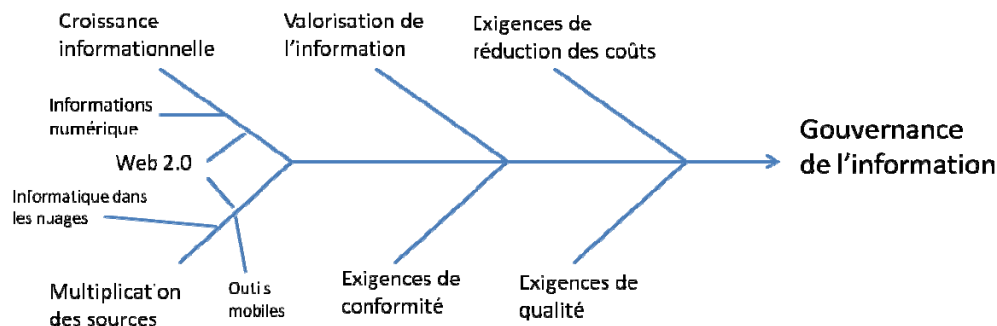 Croissance
informationnelle
Valorisation de
l'information
Exigences de
réduction des coûts
Informations
numérique
Web 2.0
Informatique dans
les nuages
Gouvernance
de l'information
Multiplication
des sources
Outils
mobiles
Exigences de
conformité
Exigences de
qualité